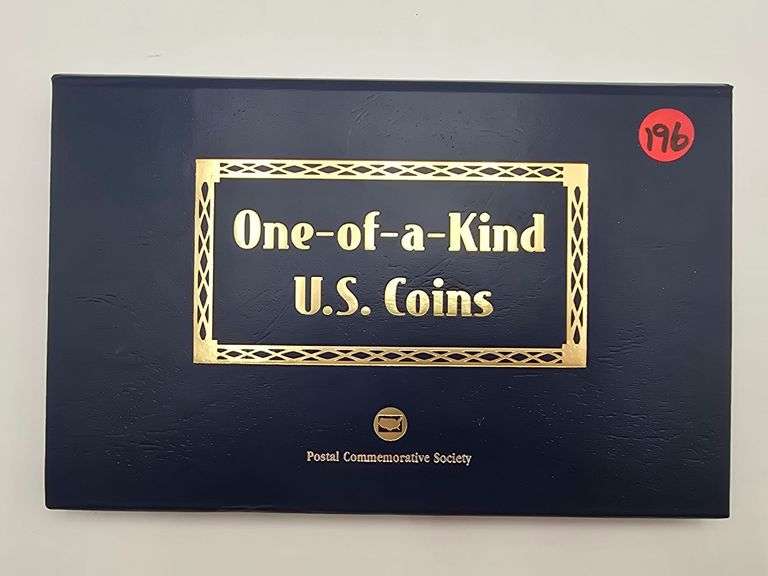 196
One-of-a-Kind
U.S. Coins
Postal Commemorative Society